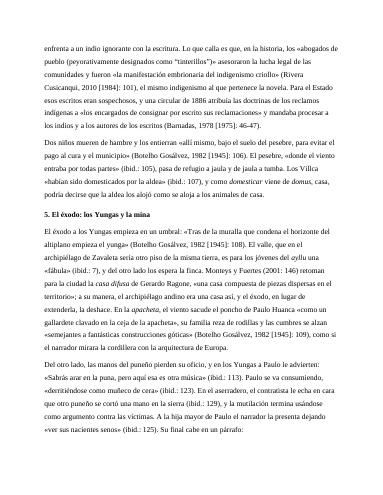 enfrenta a un indio ignorante con la escritura. Lo que calla es que, en la historia, los «abogados de
pueblo (peyorativamente designados como “tinterillos”)» asesoraron la lucha legal de las
comunidades y fueron «la manifestación embrionaria del indigenismo criollo» (Rivera
Cusicanqui, 2010 [1984]: 101), el mismo indigenismo al que pertenece la novela. Para el Estado
esos escritos eran sospechosos, y una circular de 1886 atribuía las doctrinas de los reclamos
indígenas a «los encargados de consignar por escrito sus reclamaciones» y mandaba procesar a
los indios y a los autores de los escritos (Barnadas, 1978 [1975]: 46-47).
Dos niños mueren de hambre y los entierran «allí mismo, bajo el suelo del pesebre, para evitar el
pago al cura y el municipio» (Botelho Gosálvez, 1982 [1945]: 106). El pesebre, «donde el viento
entraba por todas partes» (ibid.: 105), pasa de refugio a jaula y de jaula a tumba. Los Villca
«habían sido domesticados por la aldea» (ibid.: 107), y como domesticar viene de domus, casa,
podría decirse que la aldea los alojó como se aloja a los animales de casa.
5. El éxodo: los Yungas y la mina
El éxodo a los Yungas empieza en un umbral: «Tras de la muralla que condena el horizonte del
altiplano empieza el yunga» (Botelho Gosálvez, 1982 [1945]: 108). El valle, que en el
archipiélago de Zavaleta sería otro piso de la misma tierra, es para los jóvenes del ayllu una
«fábula» (ibid.: 7), y del otro lado los espera la finca. Monteys y Fuertes (2001: 146) retoman
para la ciudad la casa difusa de Gerardo Ragone, «una casa compuesta de piezas dispersas en el
territorio»; a su manera, el archipiélago andino era una casa así, y el éxodo, en lugar de
extenderla, la deshace. En la apacheta, el viento sacude el poncho de Paulo Huanca «como un
gallardete clavado en la ceja de la apacheta», su familia reza de rodillas y las cumbres se alzan
«semejantes a fantásticas construcciones góticas» (Botelho Gosálvez, 1982 [1945]: 109), como si
el narrador mirara la cordillera con la arquitectura de Europa.
Del otro lado, las manos del puneño pierden su oficio, y en los Yungas a Paulo le advierten:
«Sabrás arar en la puna, pero aquí esa es otra música» (ibid.: 113). Paulo se va consumiendo,
«derritiéndose como muñeco de cera» (ibid.: 123). En el aserradero, el contratista le echa en cara
que otro puneño se cortó una mano en la sierra (ibid.: 129), y la mutilación termina usándose
como argumento contra las víctimas. A la hija mayor de Paulo el narrador la presenta dejando
«ver sus nacientes senos» (ibid.: 125). Su final cabe en un párrafo: